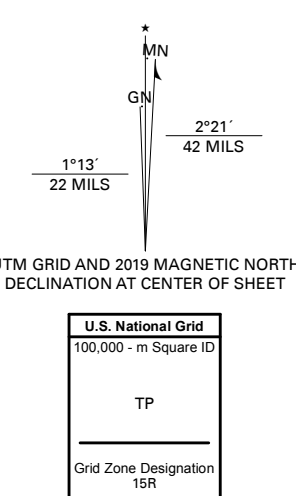 ★
MN
GN
2°21´
42 MILS
1°13´
22 MILS
UTM GRID AND 2019 MAGNETIC NORTH
DECLINATION AT CENTER OF SHEET
U.S. National Grid
100,000 - m Square ID
TP
Grid Zone Designation
15R